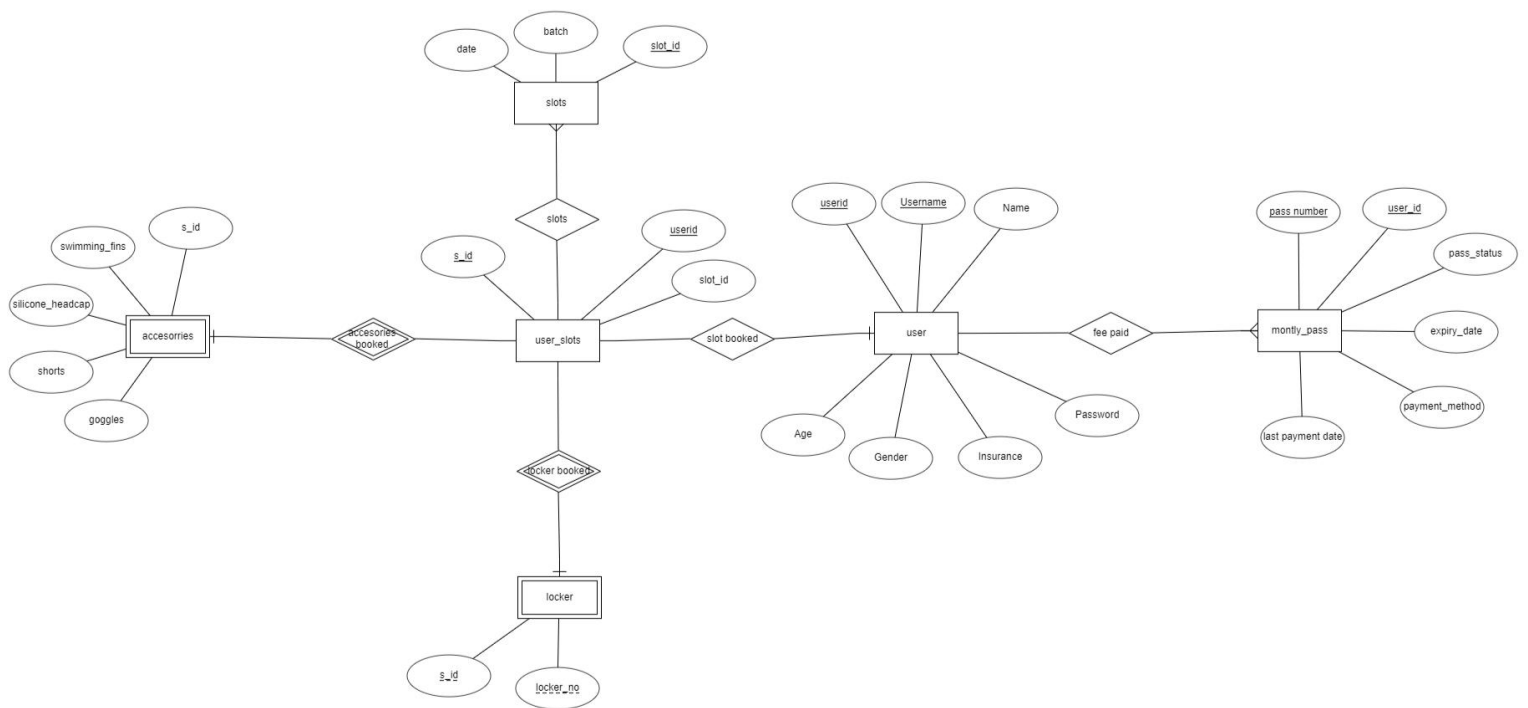 batch
date
slot_id
slots
slots
s_id
userid
swimming_fins
s_id
slot_id
silicone_headcap
accesorries
accesories
booked
user_slots
slot booked
shorts
goggles
userid
Username
Name
user
fee paid
Age
Gender
Insurance
Password
pass number
user_id
pass_status
montly_pass
expiry_date
payment_method
last payment date
locker booked
locker
s_id
locker_no